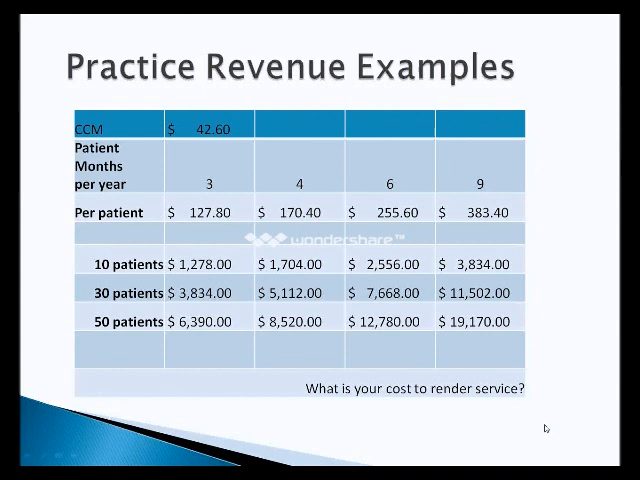 Practice Revenue Examples
CCM $ 42.60
Patient
Months
per year 3 4 6 9
Per patient $ 127.80 $ 170.40 $ 255.60 $ 383.40
wondershare™
10 patients $ 1,278.00 $ 1,704.00 $ 2,556.00 $ 3,834.00
30 patients $ 3,834.00 $ 5,112.00 $ 7,668.00 $ 11,502.00
50 patients $ 6,390.00 $ 8,520.00 $ 12,780.00 $ 19,170.00
What is your cost to render service?